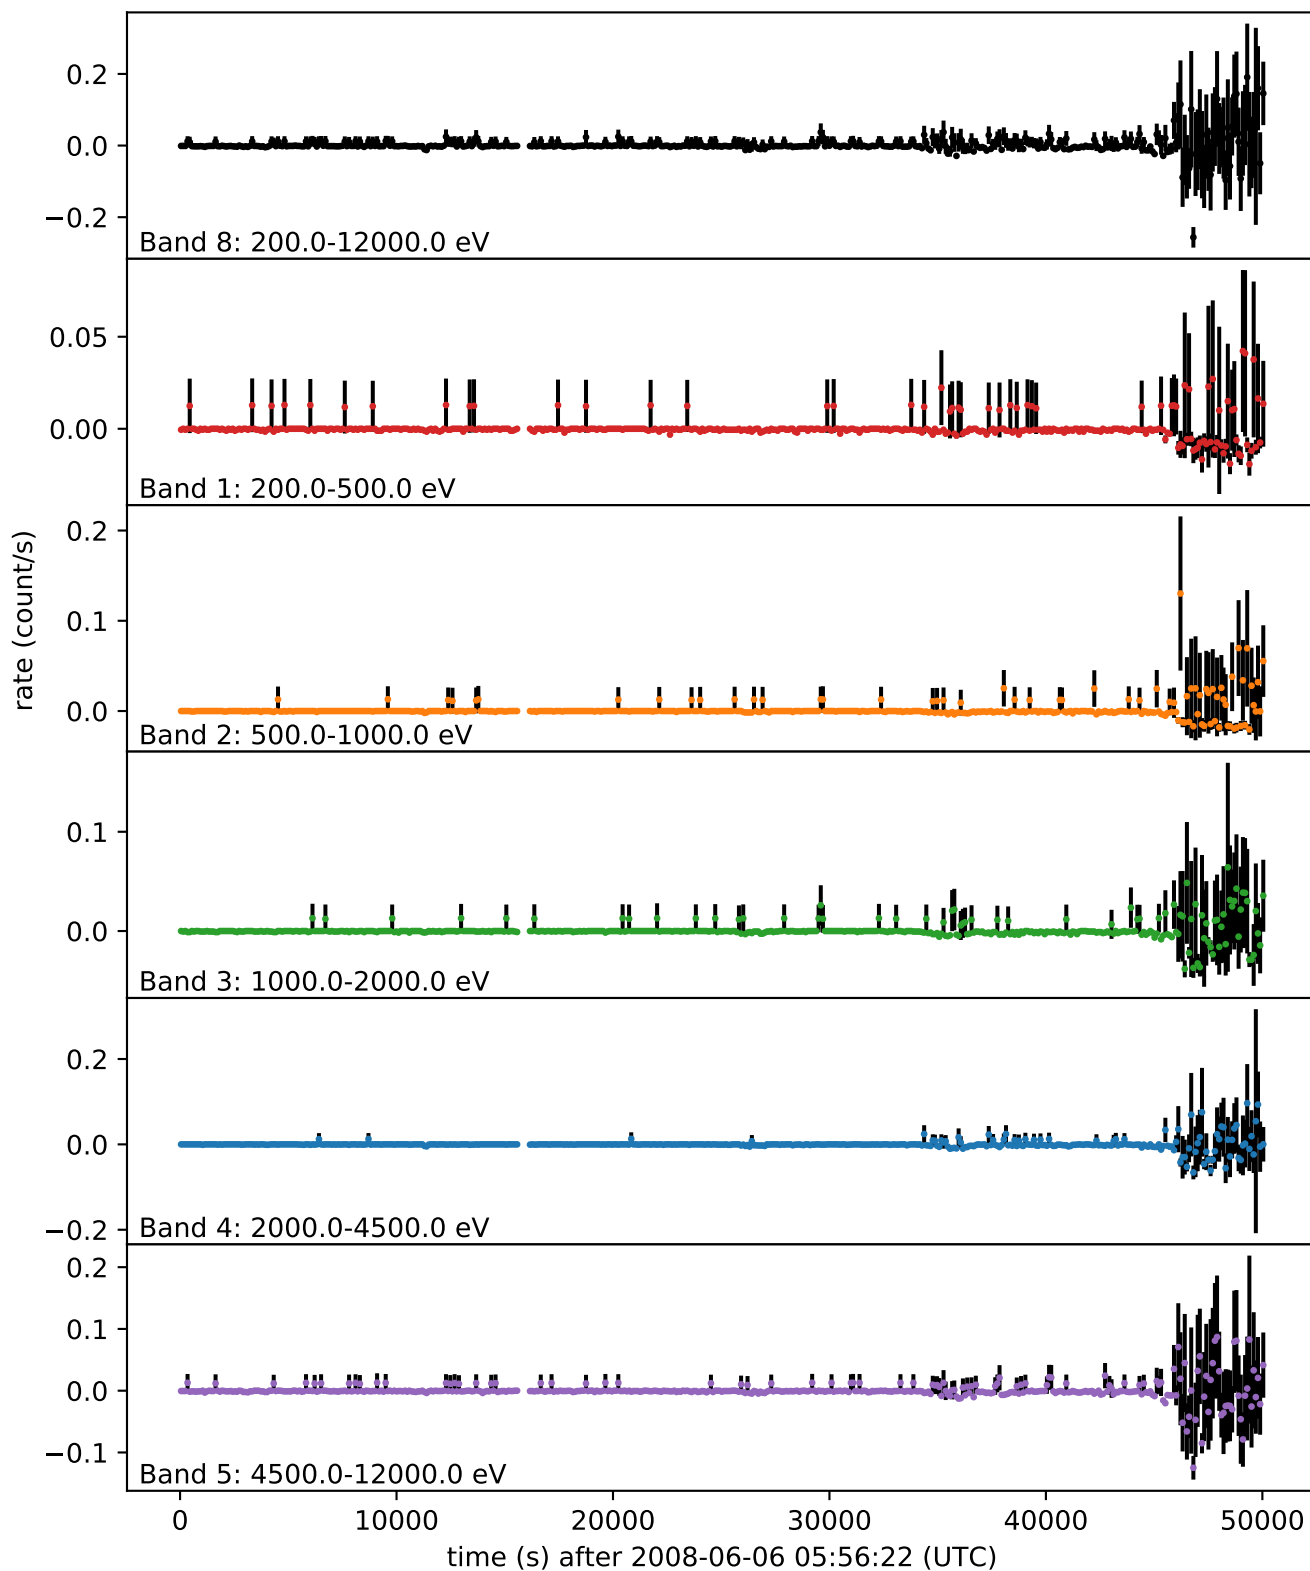 0.2
0.0
−0.2
Band 8: 200.0-12000.0 eV
0.05
0.00
Band 1: 200.0-500.0 eV
0.2
0.1
0.0
Band 2: 500.0-1000.0 eV
rate (count/s)
0.1
0.0
Band 3: 1000.0-2000.0 eV
0.2
0.0
−0.2
Band 4: 2000.0-4500.0 eV
0.2
0.1
0.0
−0.1
Band 5: 4500.0-12000.0 eV
0 10000 20000 30000 40000 50000
time (s) after 2008-06-06 05:56:22 (UTC)